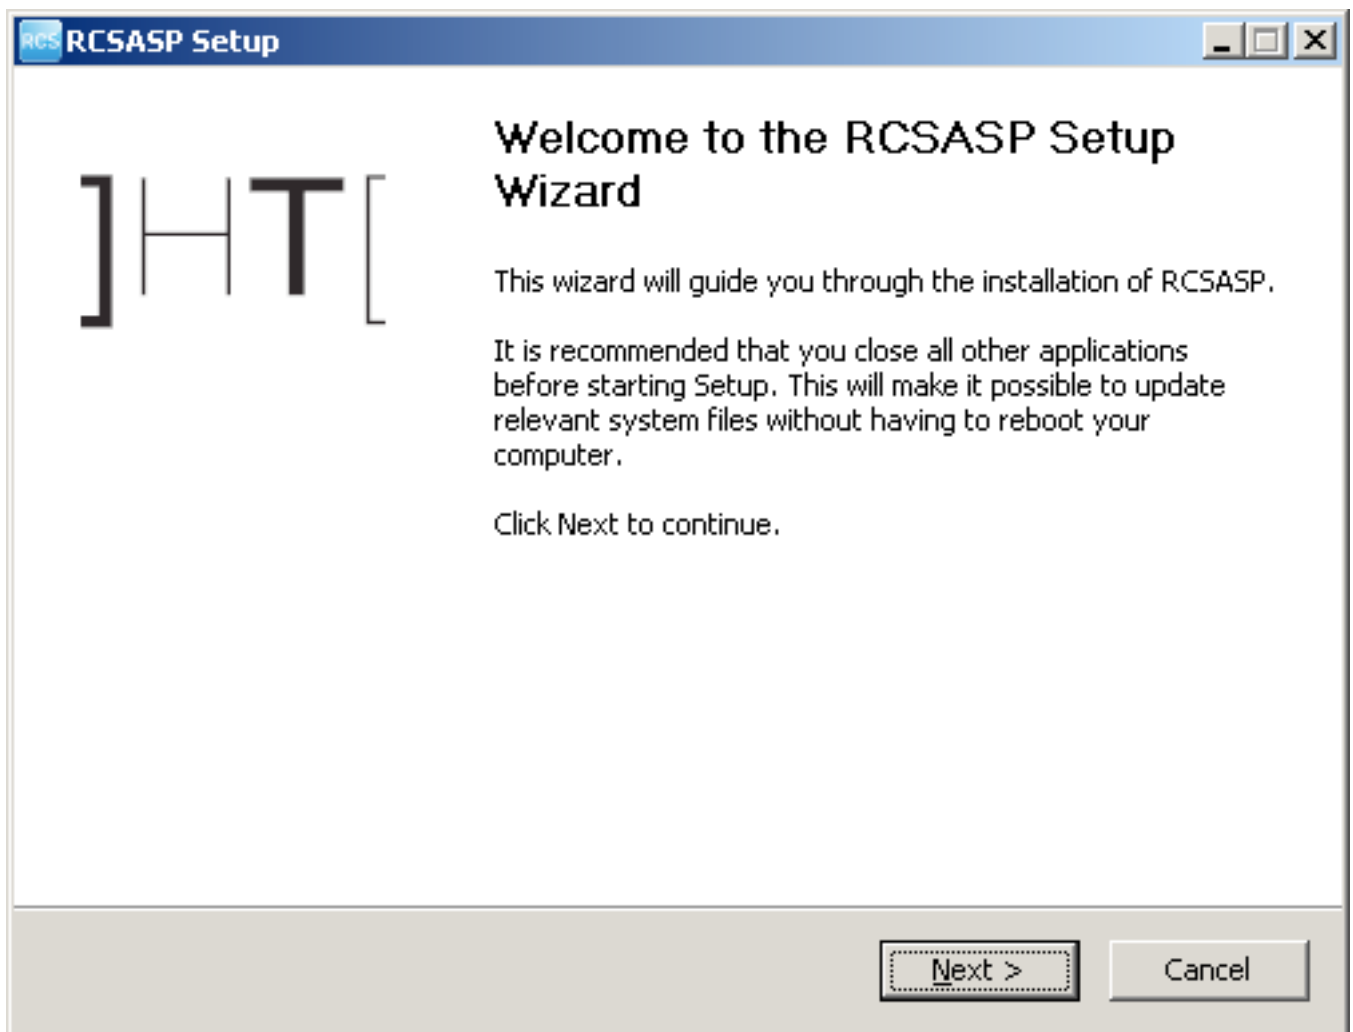 RCS RCSASP Setup
]HT[
Welcome to the RCSASP Setup
Wizard
This wizard will guide you through the installation of RCSASP.
It is recommended that you close all other applications
before starting Setup. This will make it possible to update
relevant system files without having to reboot your
computer.
Click Next to continue.
Next >
Cancel